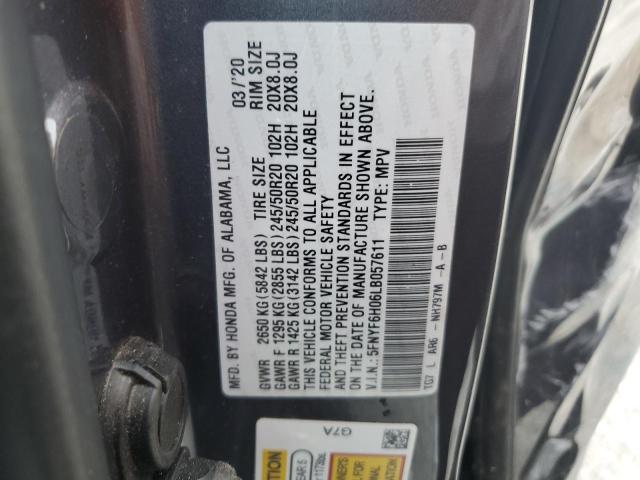 MFD. BY HONDA MFG. OF ALABAMA, LLC 03/'20
GVWR 2650 KG (5842 LBS) TIRE SIZE RIM SIZE
GAWR F 1295 KG (2855 LBS) 245/50R20 102H 20X8.0J
GAWR R 1425 KG (3142 LBS) 245/50R20 102H 20X8.0J
THIS VEHICLE CONFORMS TO ALL APPLICABLE
FEDERAL MOTOR VEHICLE SAFETY
AND THEFT PREVENTION STANDARDS IN EFFECT
ON THE DATE OF MANUFACTURE SHOWN ABOVE.
V.I.N.: 5FNYF6H06LB057611 TYPE: MPV
TG7 L AR6 - NH797M -A - B
G7A